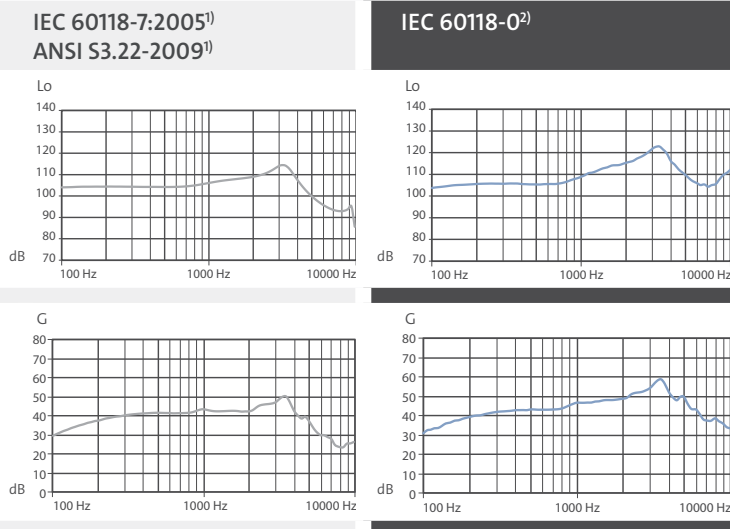 IEC 60118-7:2005¹⁾
ANSI S3.22-2009¹⁾
Lo
140
130
120
110
100
90
80
dB 70
100 Hz 1000 Hz 10000 Hz
G
80
70
60
50
40
30
20
10
dB 0
100 Hz 1000 Hz 10000 Hz
IEC 60118-0²⁾
Lo
140
130
120
110
100
90
80
dB 70
100 Hz 1000 Hz 10000 Hz
G
80
70
60
50
40
30
20
10
dB 0
100 Hz 1000 Hz 10000 Hz